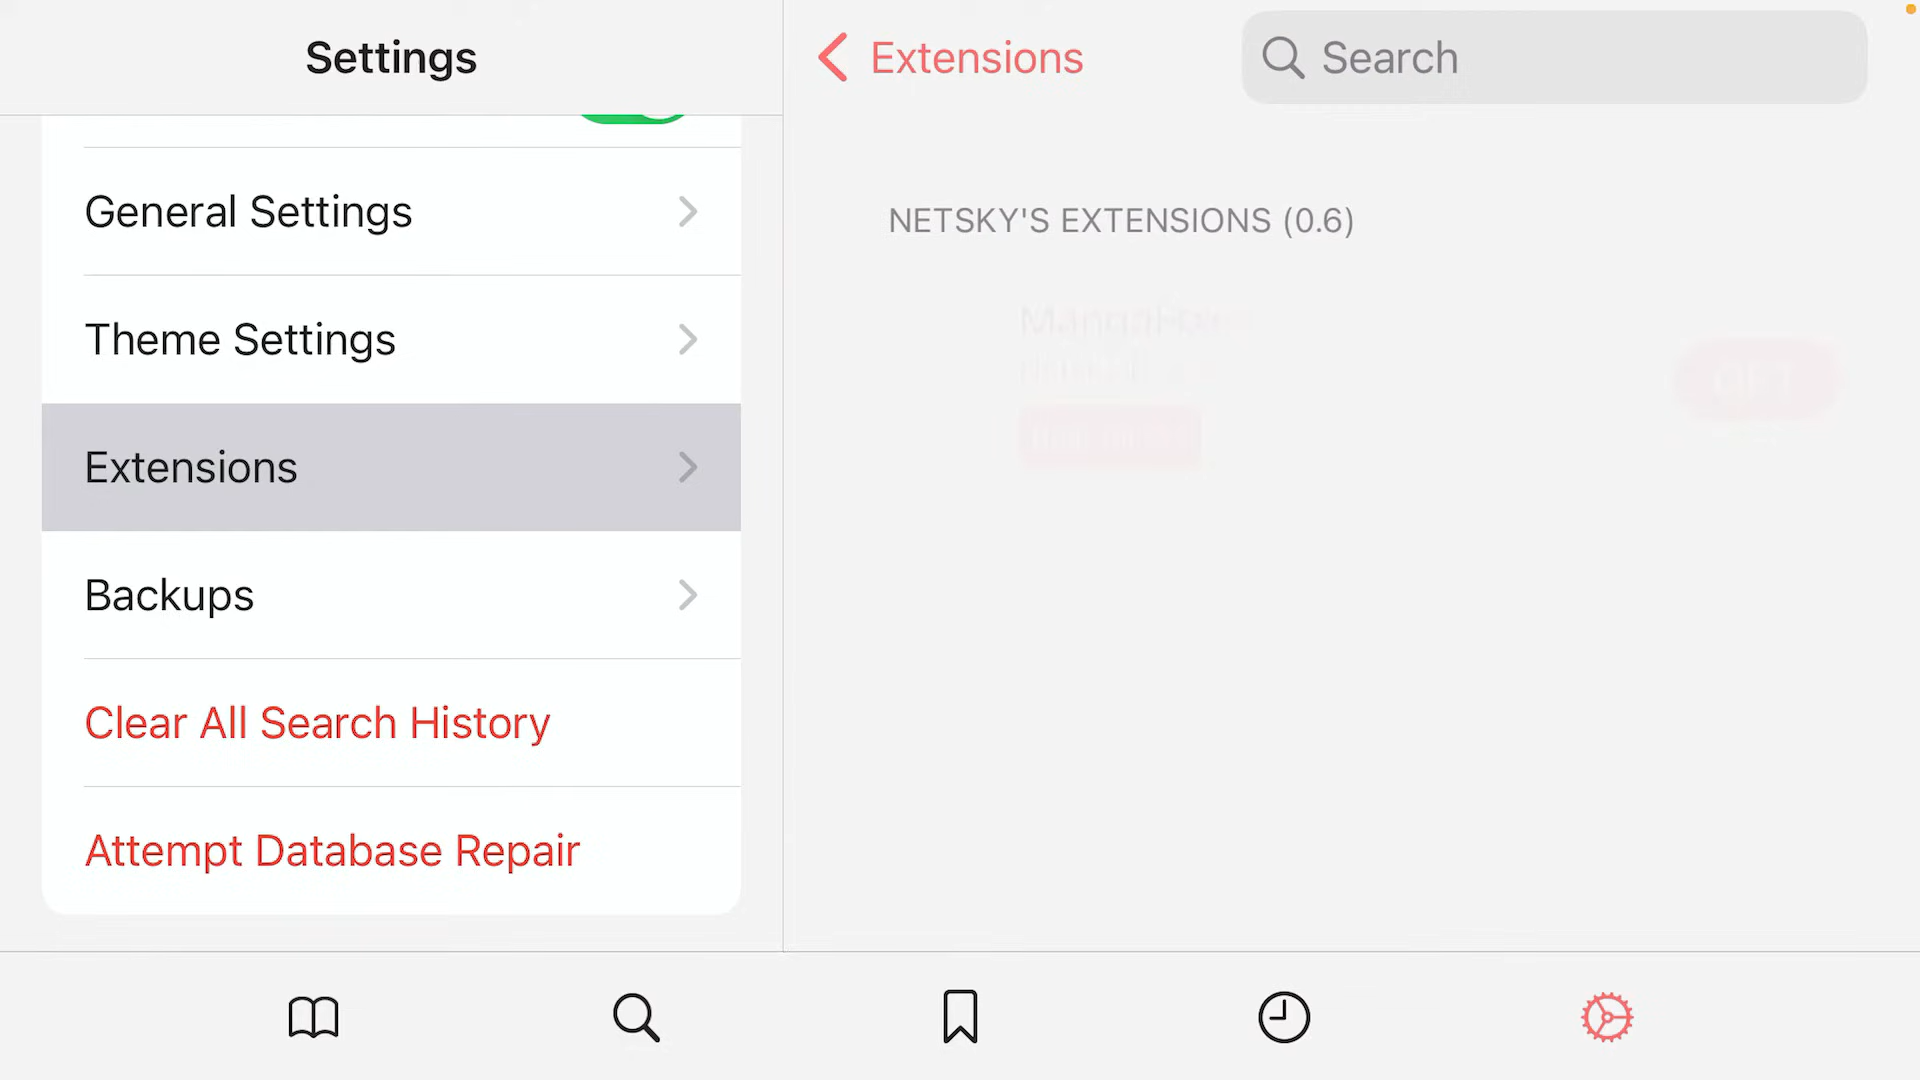 Settings
General Settings
Theme Settings
Extensions
Backups
Clear All Search History
Attempt Database Repair
Extensions
Search
NETSKY'S EXTENSIONS (0.6)